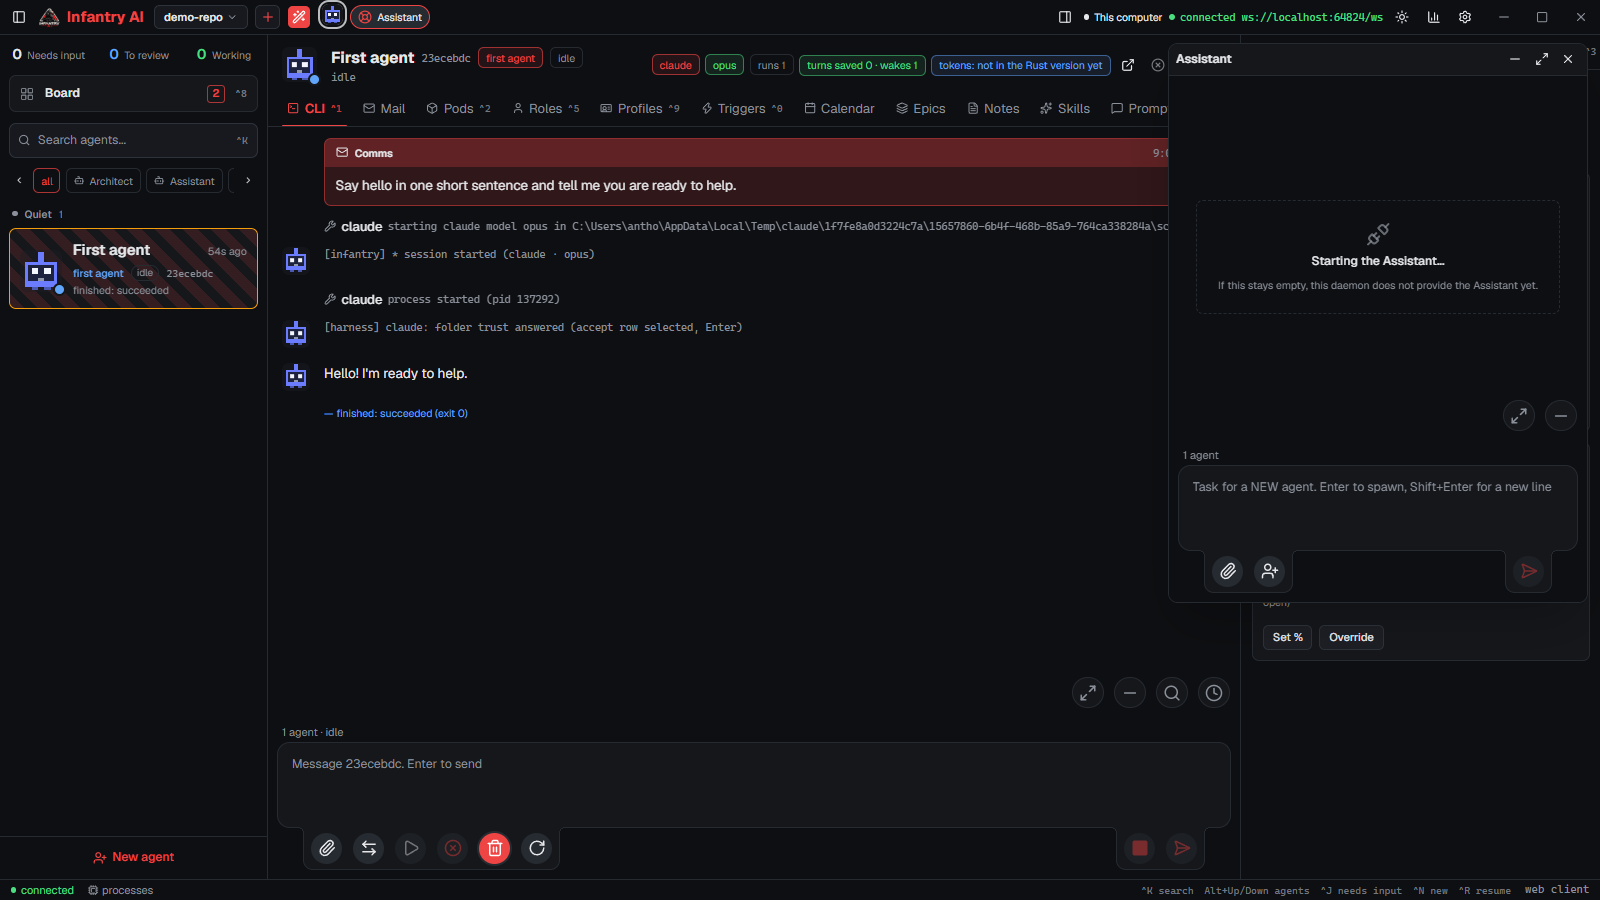 Infantry AI
demo-repo
Assistant
This computer
connected ws://localhost:64824/ws
0 Needs input
0 To review
0 Working
Board
2
^8
Search agents...
^K
all
Architect
Assistant
Quiet 1
First agent
54s ago
first agent
idle
23ecebdc
finished: succeeded
New agent
First agent 23ecebdc
first agent
idle
idle
claude
opus
runs 1
turns saved 0 · wakes 1
tokens: not in the Rust version yet
CLI ^1
Mail
Pods ^2
Roles ^5
Profiles ^9
Triggers ^0
Calendar
Epics
Notes
Skills
Promp
Comms
Say hello in one short sentence and tell me you are ready to help.
claude starting claude model opus in C:\Users\antho\AppData\Local\Temp\claude\1f7fe8a0d3224c7a\15657860-6b4f-468b-85a9-764ca338284a\sc
[infantry] * session started (claude · opus)
claude process started (pid 137292)
[harness] claude: folder trust answered (accept row selected, Enter)
Hello! I'm ready to help.
— finished: succeeded (exit 0)
1 agent · idle
Message 23ecebdc. Enter to send
Assistant
Starting the Assistant...
If this stays empty, this daemon does not provide the Assistant yet.
1 agent
Task for a NEW agent. Enter to spawn, Shift+Enter for a new line
Set %
Override
connected
processes
^K search
Alt+Up/Down agents
^J needs input
^N new
^R resume
web client